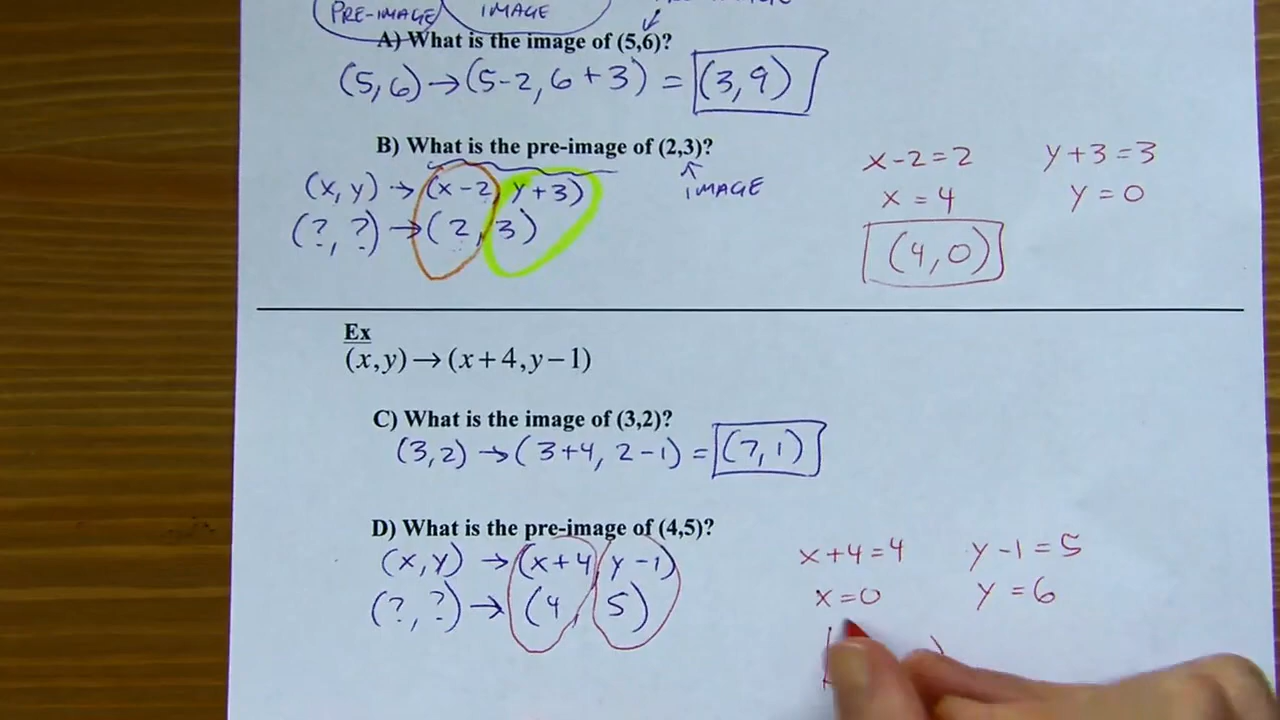 PRE-IMAGE IMAGE
A) What is the image of (5,6)?
(5,6) → (5-2, 6+3) = (3,9)
B) What is the pre-image of (2,3)?
IMAGE
(x,y) → (x-2, y+3)
(?,?) → (2, 3)
x-2=2 y+3=3
x=4 y=0
(4,0)
Ex
(x,y)→(x+4,y−1)
C) What is the image of (3,2)?
(3,2) → (3+4, 2-1) = (7,1)
D) What is the pre-image of (4,5)?
(x,y) → (x+4, y-1)
(?,?) → (4, 5)
x+4=4 y-1=5
x=0 y=6